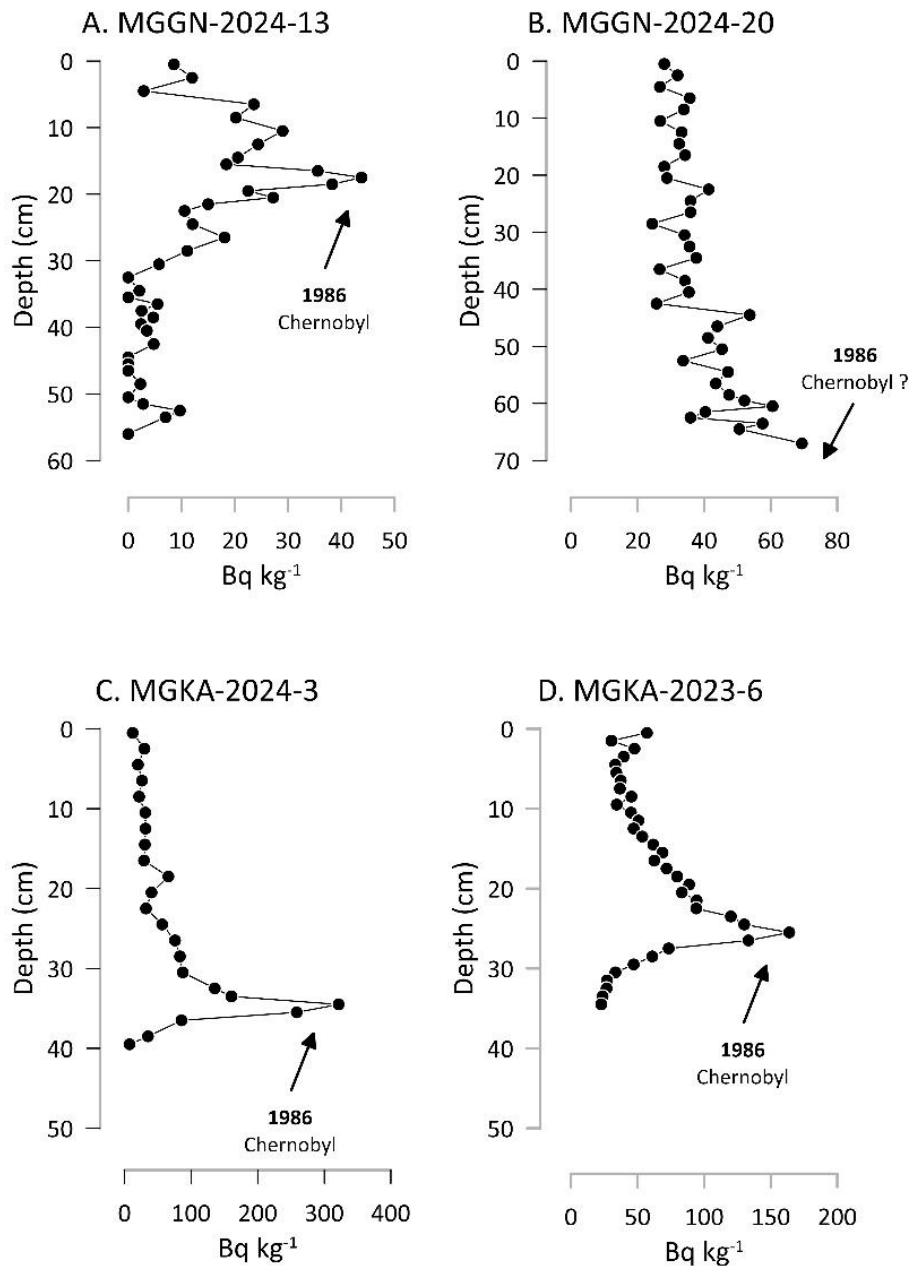 A. MGGN-2024-13
0
10
20
30
40
50
60
Depth (cm)
1986
Chernobyl
0 10 20 30 40 50
Bq kg⁻¹
B. MGGN-2024-20
0
10
20
30
40
50
60
70
Depth (cm)
1986
Chernobyl ?
0 20 40 60 80
Bq kg⁻¹
C. MGKA-2024-3
0
10
20
30
40
50
Depth (cm)
1986
Chernobyl
0 100 200 300 400
Bq kg⁻¹
D. MGKA-2023-6
0
10
20
30
40
50
Depth (cm)
1986
Chernobyl
0 50 100 150 200
Bq kg⁻¹